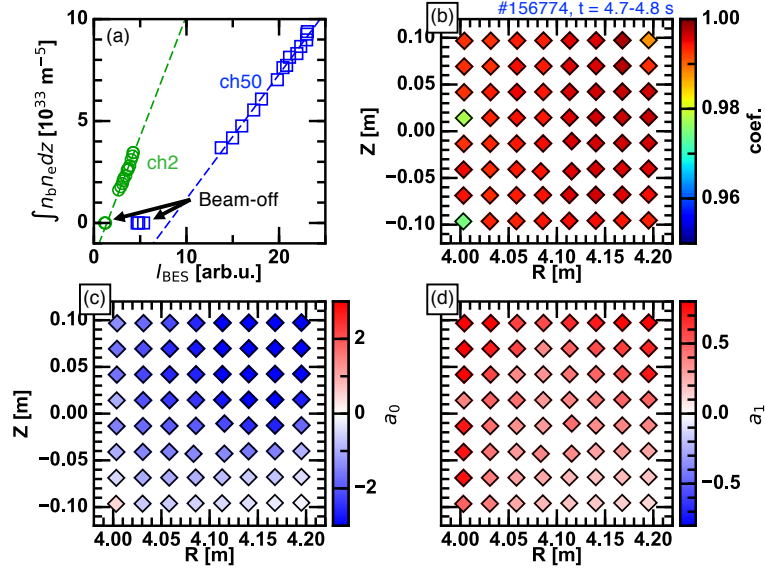 #156774, t = 4.7-4.8 s
(a)
10
8
6
4
2
0
∫ n_b n_e dz [10^33 m^-5]
ch50
ch2
Beam-off
0
10
20
I_BES [arb.u.]
(b)
0.10
0.05
0.00
−0.05
−0.10
Z [m]
4.00 4.05 4.10 4.15 4.20
R [m]
1.00
0.98
0.96
coef.
(c)
0.10
0.05
0.00
−0.05
−0.10
Z [m]
4.00 4.05 4.10 4.15 4.20
R [m]
2
0
−2
a_0
(d)
0.10
0.05
0.00
−0.05
−0.10
4.00 4.05 4.10 4.15 4.20
R [m]
0.5
0.0
−0.5
a_1